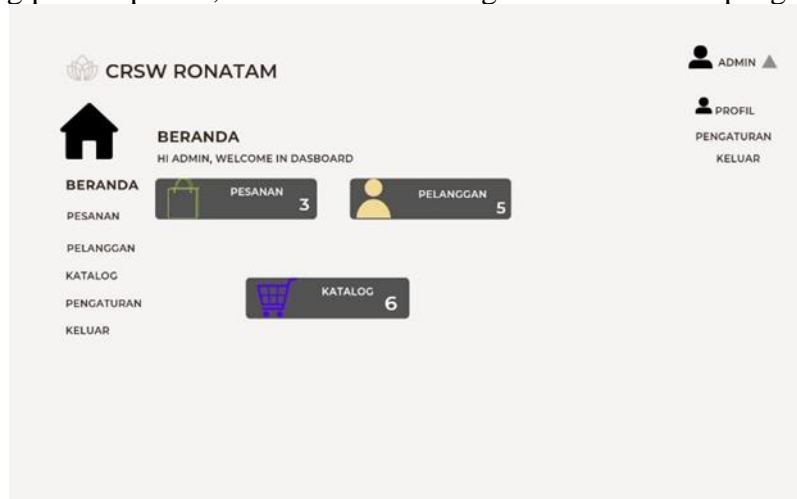 CRSW RONATAM
ADMIN
PROFIL
PENGATURAN
KELUAR
BERANDA
HI ADMIN, WELCOME IN DASBOARD
BERANDA
PESANAN
PELANGGAN
KATALOG
PENGATURAN
KELUAR
PESANAN
3
PELANGGAN
5
KATALOG
6